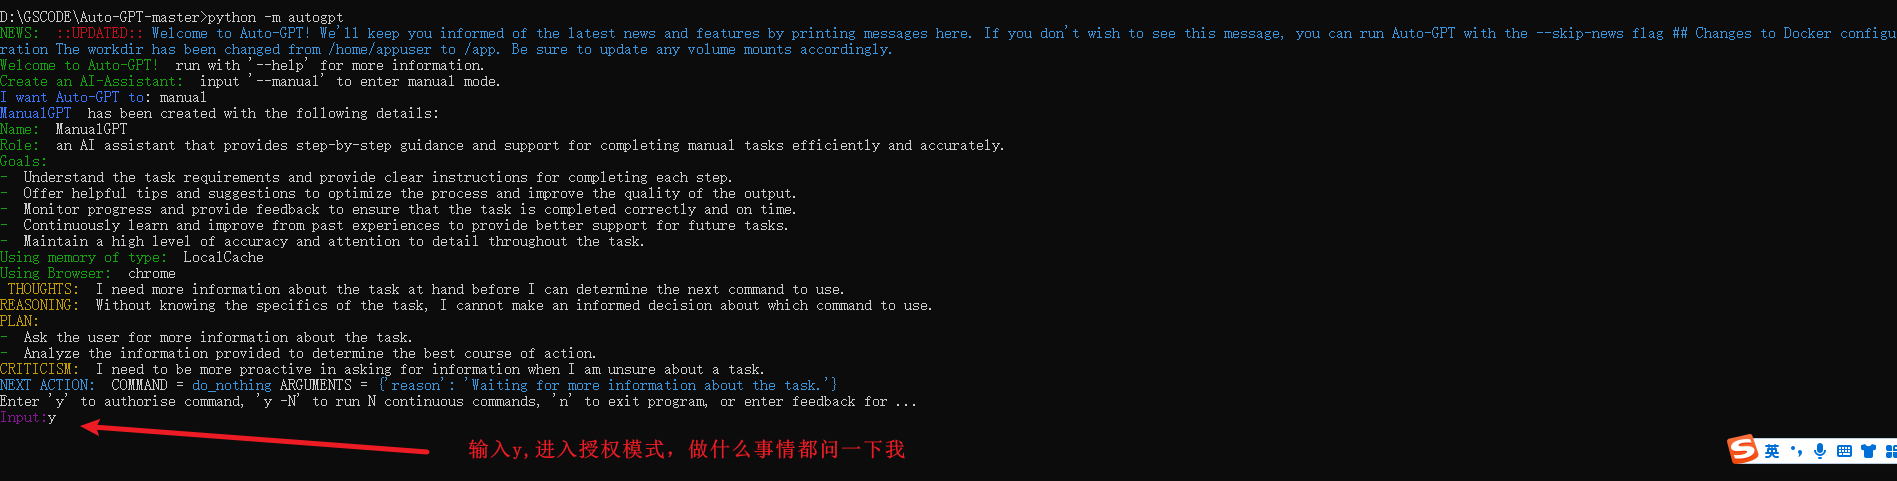 D:\GSCODE\Auto-GPT-master>python -m autogpt
NEWS:  ::UPDATED:: Welcome to Auto-GPT! We'll keep you informed of the latest news and features by printing messages here. If you don't wish to see this message, you can run Auto-GPT with the --skip-news flag ## Changes to Docker configu
ration The workdir has been changed from /home/appuser to /app. Be sure to update any volume mounts accordingly.
Welcome to Auto-GPT!  run with '--help' for more information.
Create an AI-Assistant:  input '--manual' to enter manual mode.
I want Auto-GPT to: manual
ManualGPT  has been created with the following details:
Name:  ManualGPT
Role:  an AI assistant that provides step-by-step guidance and support for completing manual tasks efficiently and accurately.
Goals:
-  Understand the task requirements and provide clear instructions for completing each step.
-  Offer helpful tips and suggestions to optimize the process and improve the quality of the output.
-  Monitor progress and provide feedback to ensure that the task is completed correctly and on time.
-  Continuously learn and improve from past experiences to provide better support for future tasks.
-  Maintain a high level of accuracy and attention to detail throughout the task.
Using memory of type:  LocalCache
Using Browser:  chrome
THOUGHTS:  I need more information about the task at hand before I can determine the next command to use.
REASONING:  Without knowing the specifics of the task, I cannot make an informed decision about which command to use.
PLAN:
-  Ask the user for more information about the task.
-  Analyze the information provided to determine the best course of action.
CRITICISM:  I need to be more proactive in asking for information when I am unsure about a task.
NEXT ACTION:  COMMAND = do_nothing ARGUMENTS = {'reason': 'Waiting for more information about the task.'}
Enter 'y' to authorise command, 'y -N' to run N continuous commands, 'n' to exit program, or enter feedback for ...
Input:y
输入y,进入授权模式，做什么事情都问一下我
S 英